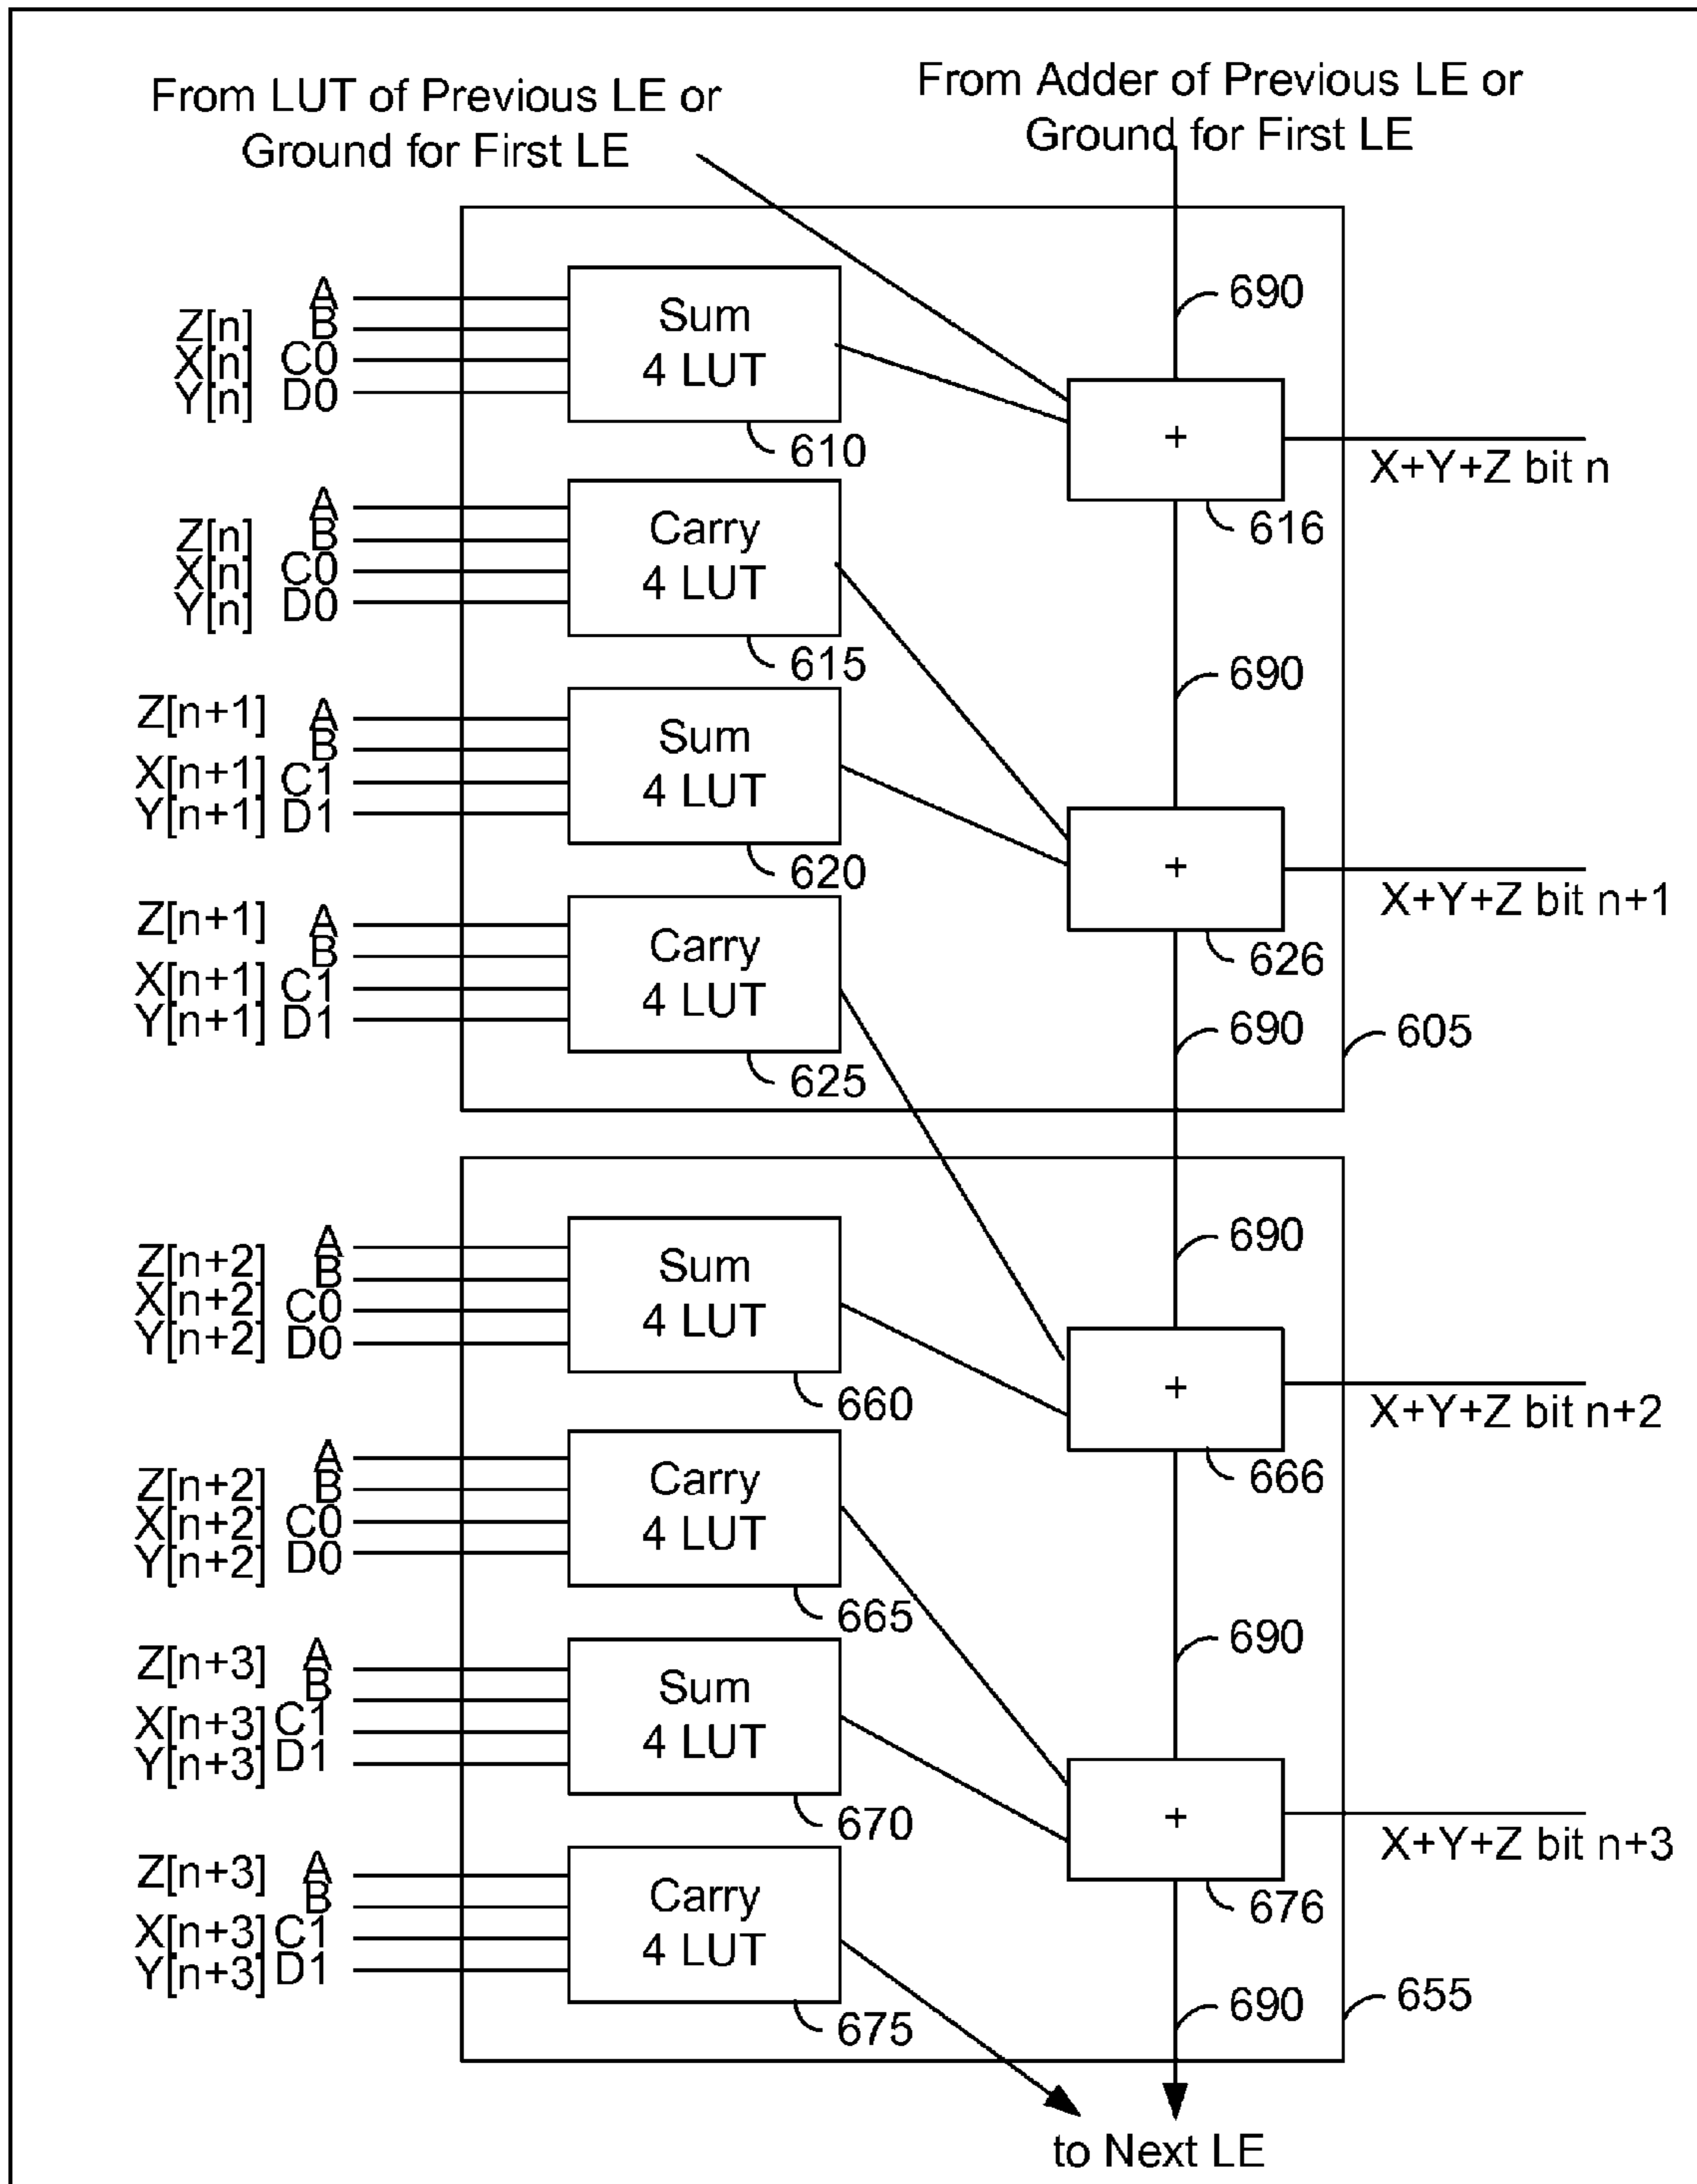 From LUT of Previous LE or
Ground for First LE
From Adder of Previous LE or
Ground for First LE
690
A
Z[n] B
X[n] C0
Y[n] D0
Sum
4 LUT
610
+
616
X+Y+Z bit n
A
Z[n] B
X[n] C0
Y[n] D0
Carry
4 LUT
615
690
Z[n+1] A
B
X[n+1] C1
Y[n+1] D1
Sum
4 LUT
620
+
626
X+Y+Z bit n+1
Z[n+1] A
B
X[n+1] C1
Y[n+1] D1
Carry
4 LUT
625
690
605
690
A
Z[n+2] B
X[n+2] C0
Y[n+2] D0
Sum
4 LUT
660
+
666
X+Y+Z bit n+2
A
Z[n+2] B
X[n+2] C0
Y[n+2] D0
Carry
4 LUT
665
690
Z[n+3] A
B
X[n+3] C1
Y[n+3] D1
Sum
4 LUT
670
+
676
X+Y+Z bit n+3
Z[n+3] A
B
X[n+3] C1
Y[n+3] D1
Carry
4 LUT
675
690
655
to Next LE